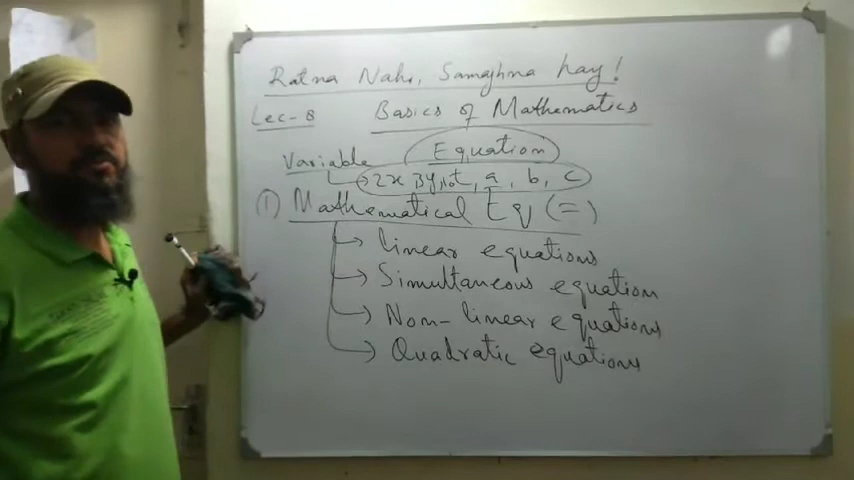 Ratna Nahi, Samajhna hay!
Lec-8 Basics of Mathematics
Equation
Variable
2x 3y, a, b, c
① Mathematical Eq (=)
→ linear equations
→ Simultaneous equation
→ Non-linear equations
→ Quadratic equations